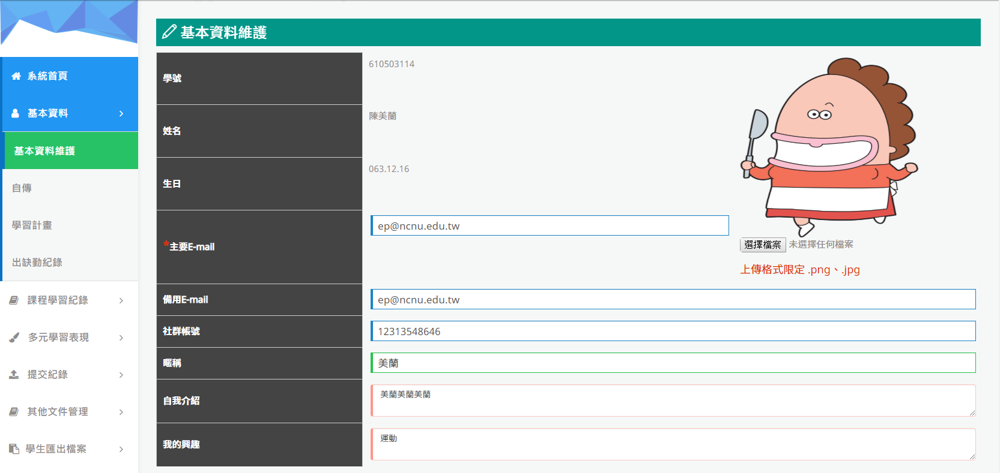 系統首頁
基本資料
基本資料維護
自傳
學習計畫
出缺勤紀錄
課程學習紀錄
多元學習表現
提交紀錄
其他文件管理
學生匯出檔案
基本資料維護
學號 610503114
姓名 陳美蘭
生日 063.12.16
*主要E-mail ep@ncnu.edu.tw
選擇檔案 未選擇任何檔案
上傳格式限定 .png、.jpg
備用E-mail ep@ncnu.edu.tw
社群帳號 12313548646
暱稱 美蘭
自我介紹 美蘭美蘭美蘭
我的興趣 運動